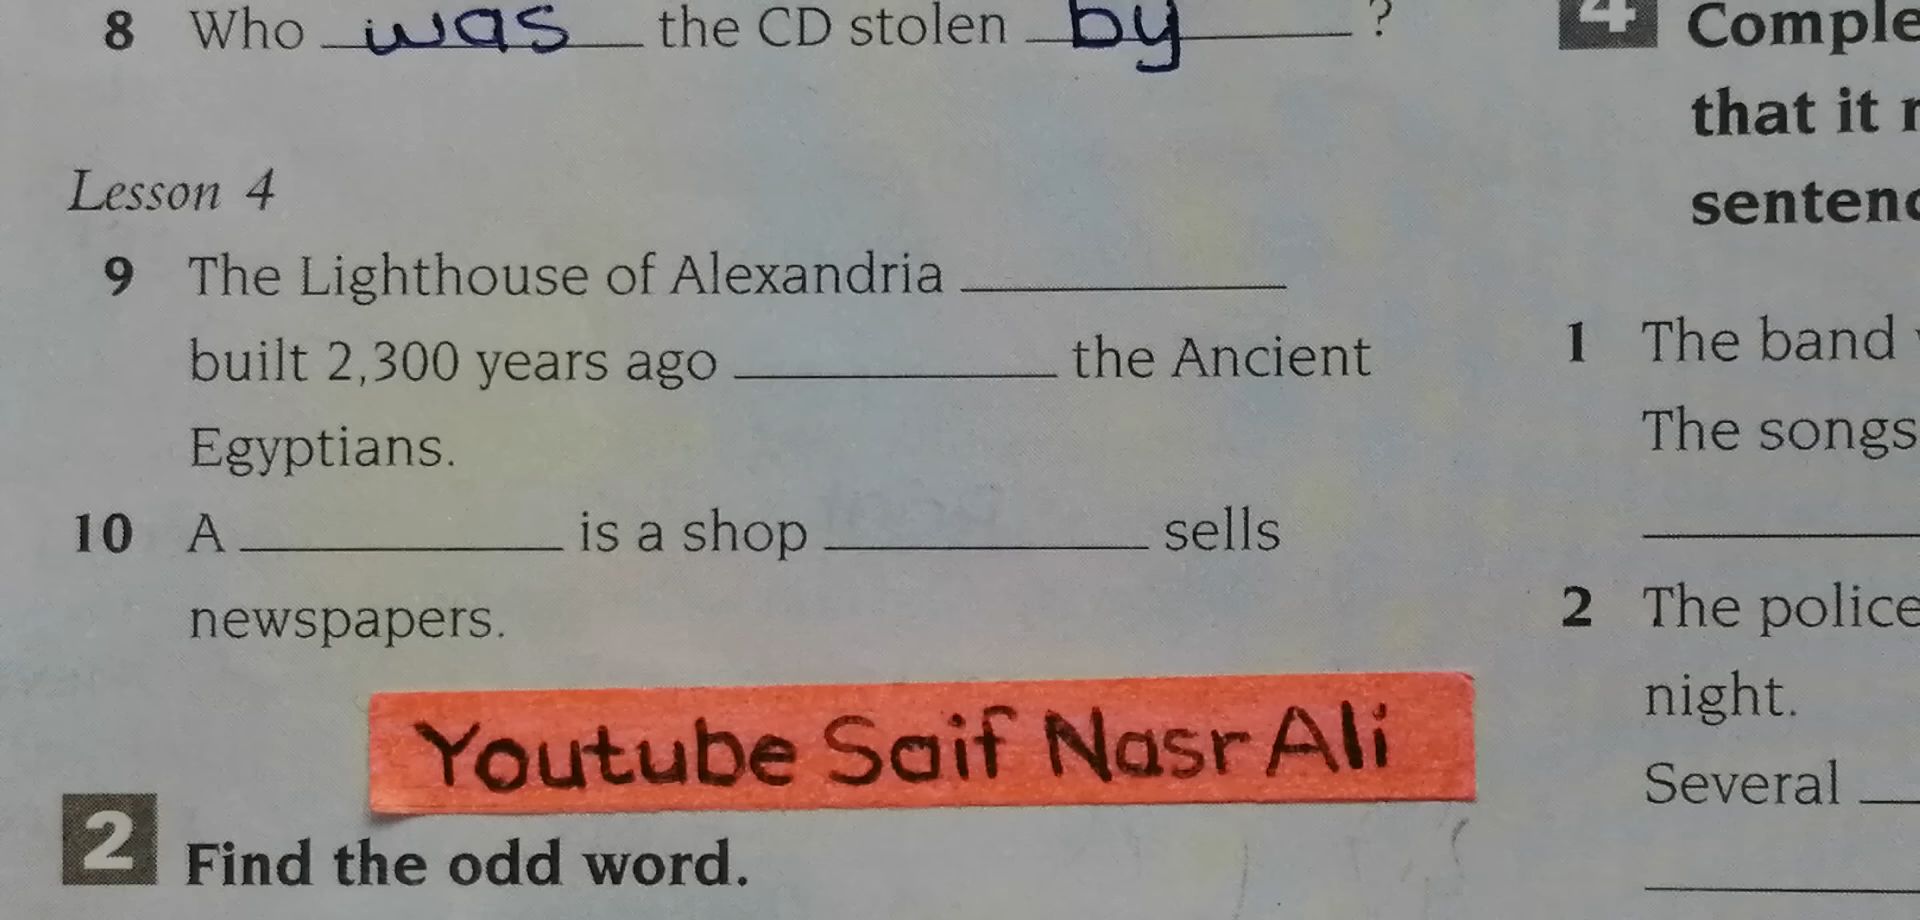 8 Who was the CD stolen by ?
Lesson 4
9 The Lighthouse of Alexandria
built 2,300 years ago the Ancient
Egyptians.
10 A is a shop sells
newspapers.
Youtube Saif Nasr Ali
2 Find the odd word.
4 Comple
that it r
sentenc
1 The band
The songs
2 The police
night.
Several